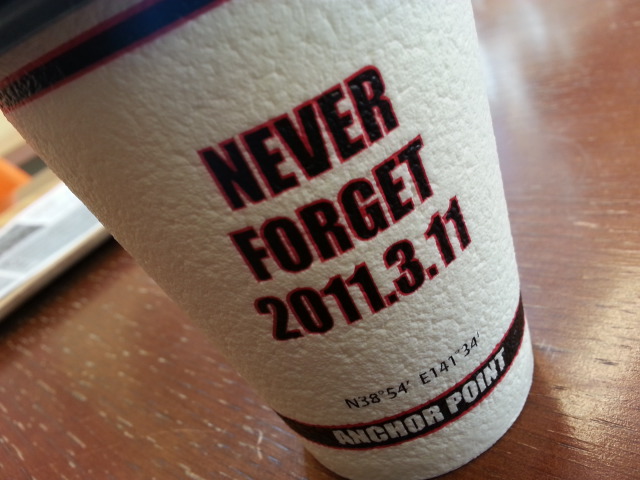 NEVER
FORGET
2011.3.11
N38°54' E141°34'
ANCHOR POINT